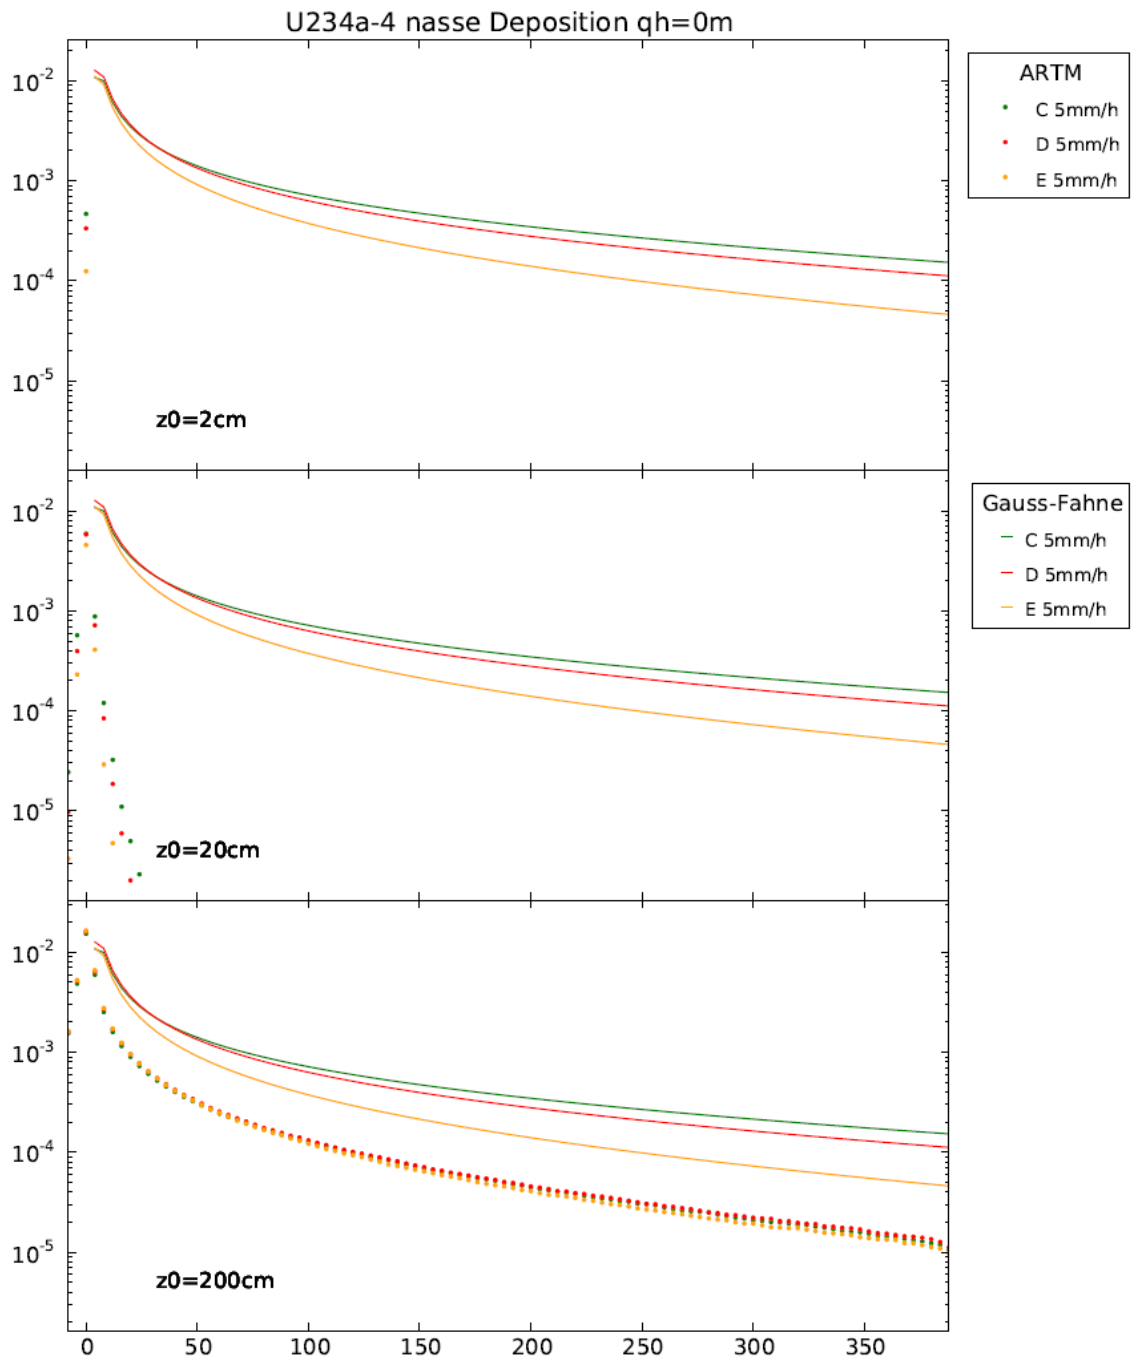 U234a-4 nasse Deposition qh=0m
10-2
10-3
10-4
10-5
z0=2cm
ARTM
C 5mm/h
D 5mm/h
E 5mm/h
10-2
10-3
10-4
10-5
z0=20cm
Gauss-Fahne
C 5mm/h
D 5mm/h
E 5mm/h
10-2
10-3
10-4
10-5
z0=200cm
0 50 100 150 200 250 300 350